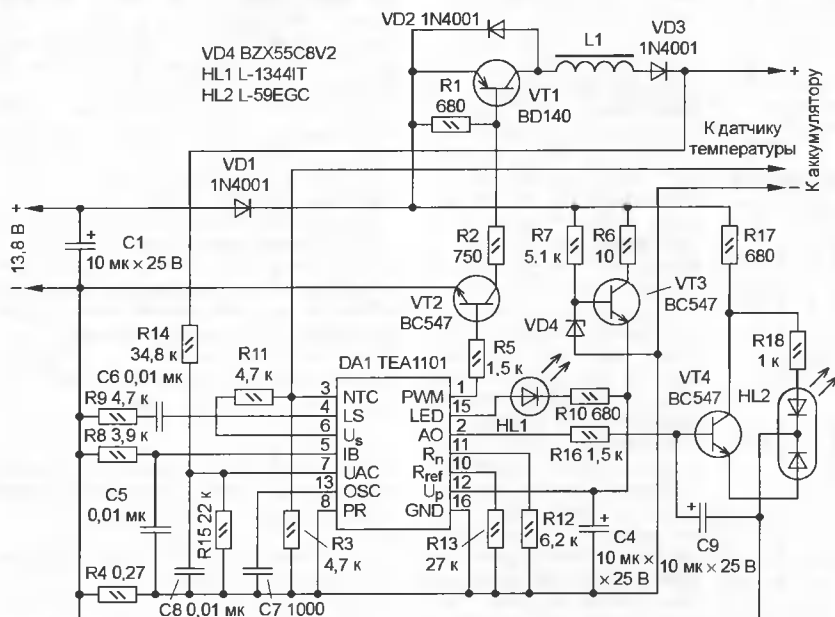 VD2 1N4001
VD4 BZX55C8V2
HL1 L-1344IT
HL2 L-59EGC
L1
VD3
1N4001
R1
680
VT1
BD140
+
К аккумулятору
К датчику
температуры
VD1
1N4001
–
+
13,8 В
–
C1
+
10 мк × 25 В
R2
750
R7
5,1 к
R6
10
R17
680
VT2
BC547
VT3
BC547
VD4
R14
34,8 к
R11
4,7 к
DA1 TEA1101
R5
1,5 к
R18
1 к
VT4
BC547
HL2
C6 0,01 мк
R9 4,7 к
R8 3,9 к
3 NTC PWM 1
4 LS LED 15
6 Us AO 2
5 IB Rn 11
7 UAC Rref 10
13 OSC Up 12
8 PR GND 16
HL1
R10 680
R16 1,5 к
C5
0,01 мк
R15 22 к
R3
4,7 к
R13
27 к
R12
6,2 к
+
C4
10 мк ×
× 25 В
+
C9
10 мк × 25 В
R4 0,27
C8 0,01 мк
C7 1000